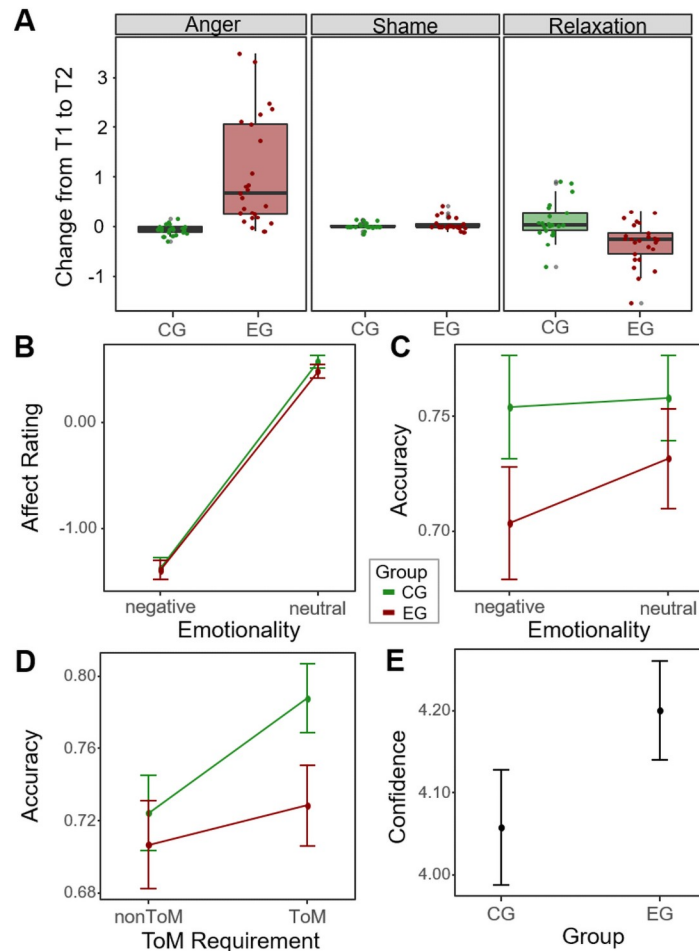 A
Anger Shame Relaxation
Change from T1 to T2
3
2
1
0
-1
CG EG CG EG CG EG
B
Affect Rating
0.00
-1.00
negative neutral
Emotionality
C
Accuracy
0.75
0.70
negative neutral
Emotionality
Group
CG
EG
D
Accuracy
0.80
0.76
0.72
0.68
nonToM ToM
ToM Requirement
E
Confidence
4.20
4.10
4.00
CG EG
Group